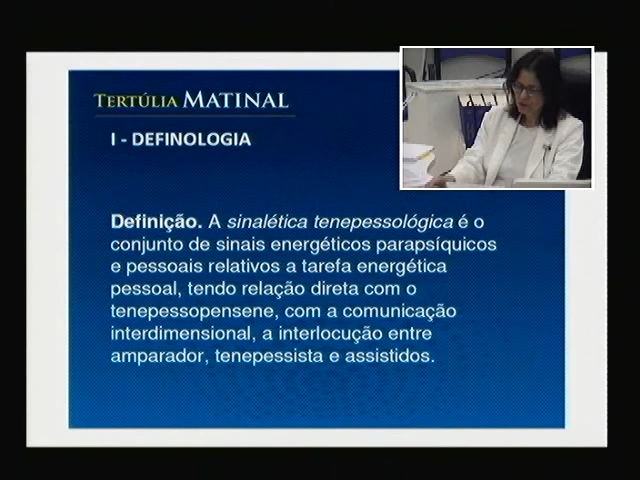 TERTÚLIA MATINAL
I - DEFINOLOGIA
Definição. A sinalética tenepessológica é o
conjunto de sinais energéticos parapsíquicos
e pessoais relativos a tarefa energética
pessoal, tendo relação direta com o
tenepessopensene, com a comunicação
interdimensional, a interlocução entre
amparador, tenepessista e assistidos.